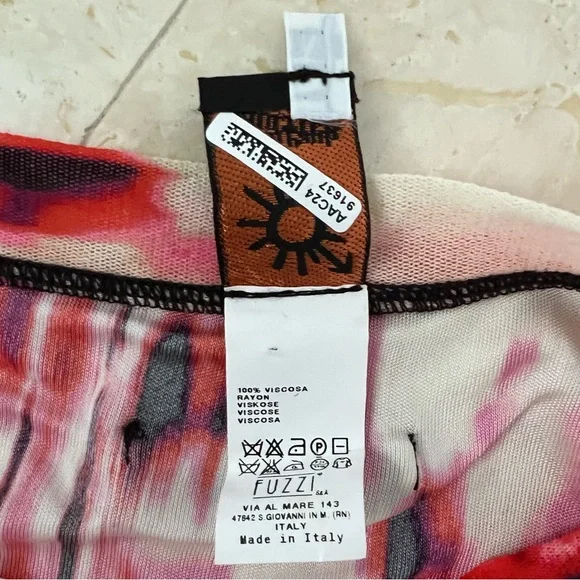 AAC24
91637
100% VISCOSA
RAYON
VISKOSE
VISCOSE
VISCOSA
FUZZI
S.p.A
VIA AL MARE 143
47842 S.GIOVANNI IN M. (RN)
ITALY
Made in Italy